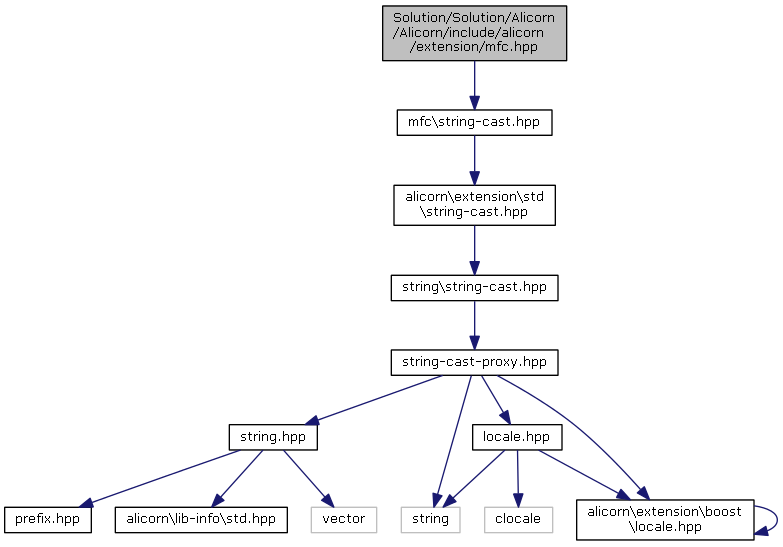 Solution/Solution/Alicorn
/Alicorn/include/alicorn
/extension/mfc.hpp
mfc\string-cast.hpp
alicorn\extension\std
\string-cast.hpp
string\string-cast.hpp
string-cast-proxy.hpp
string.hpp
locale.hpp
prefix.hpp
alicorn\lib-info\std.hpp
vector
string
clocale
alicorn\extension\boost
\locale.hpp